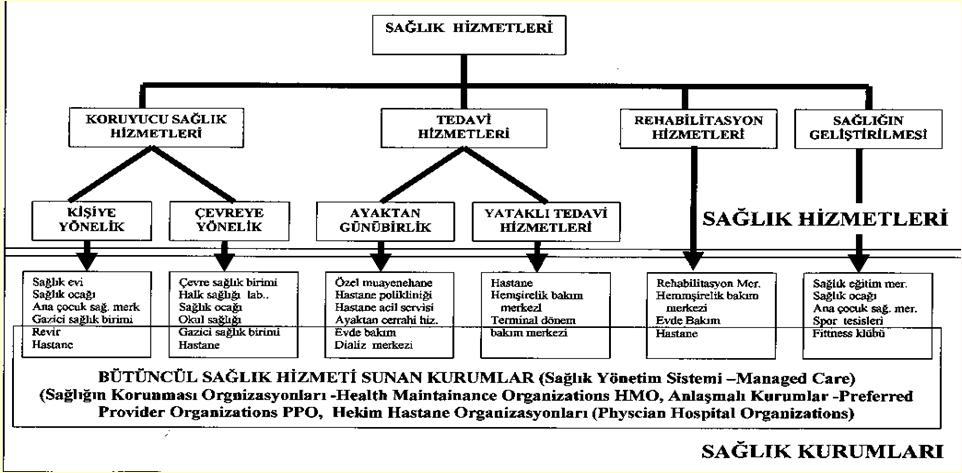 SAĞLIK HİZMETLERİ
KORUYUCU SAĞLIK
HİZMETLERİ
TEDAVİ
HİZMETLERİ
REHABİLİTASYON
HİZMETLERİ
SAĞLIĞIN
GELİŞTİRİLMESİ
KİŞİYE
YÖNELİK
ÇEVREYE
YÖNELİK
AYAKTAN
GÜNÜBİRLİK
YATAKLI TEDAVİ
HİZMETLERİ
SAĞLIK HİZMETLERİ
Sağlık evi
Sağlık ocağı
Ana çocuk sağ. merk
Gazici sağlık birimi
Revir
Hastane
Çevre sağlık birimi
Halk sağlığı lab..
Sağlık ocağı
Okul sağlığı
Gazici sağlık birimi
Hastane
Özel muayenehane
Hastane polikliniği
Hastane acil servisi
Ayaktan cerrahi hiz.
Evde bakım
Dializ merkezi
Hastane
Hemşirelik bakım
merkezl
Terminal dönem
bakım merkezi
Rehabilitasyon Mer.
Hemmşirelik bakım
merkezi
Evde Bakım
Hastane
Sağlık eğitim mer.
Sağlık ocağı
Ana çocuk sağ. mer.
Spor tesisleri
Fittness klübü
BÜTÜNCÜL SAĞLIK HİZMETİ SUNAN KURUMLAR (Sağlık Yönetim Sistemi –Managed Care)
(Sağlığın Korunması Orgnizasyonları -Health Maintainance Organizations HMO, Anlaşmalı Kurumlar -Preferred
Provider Organizations PPO, Hekim Hastane Organizasyonları (Physcian Hospital Organizations)
SAĞLIK KURUMLARI